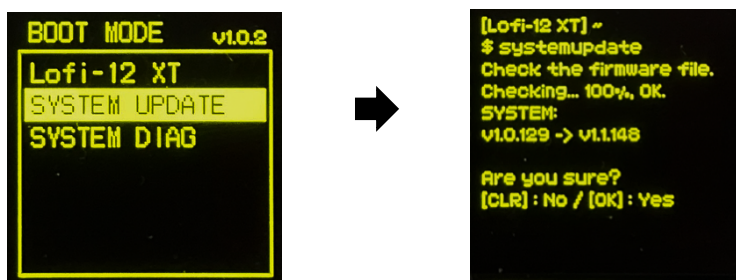 BOOT MODE v1.0.2
Lofi-12 XT
SYSTEM UPDATE
SYSTEM DIAG
[Lofi-12 XT] ~
$ systemupdate
Check the firmware file.
Checking... 100%, OK.
SYSTEM:
v1.0.129 -> v1.1.148
Are you sure?
[CLR] : No / [OK] : Yes